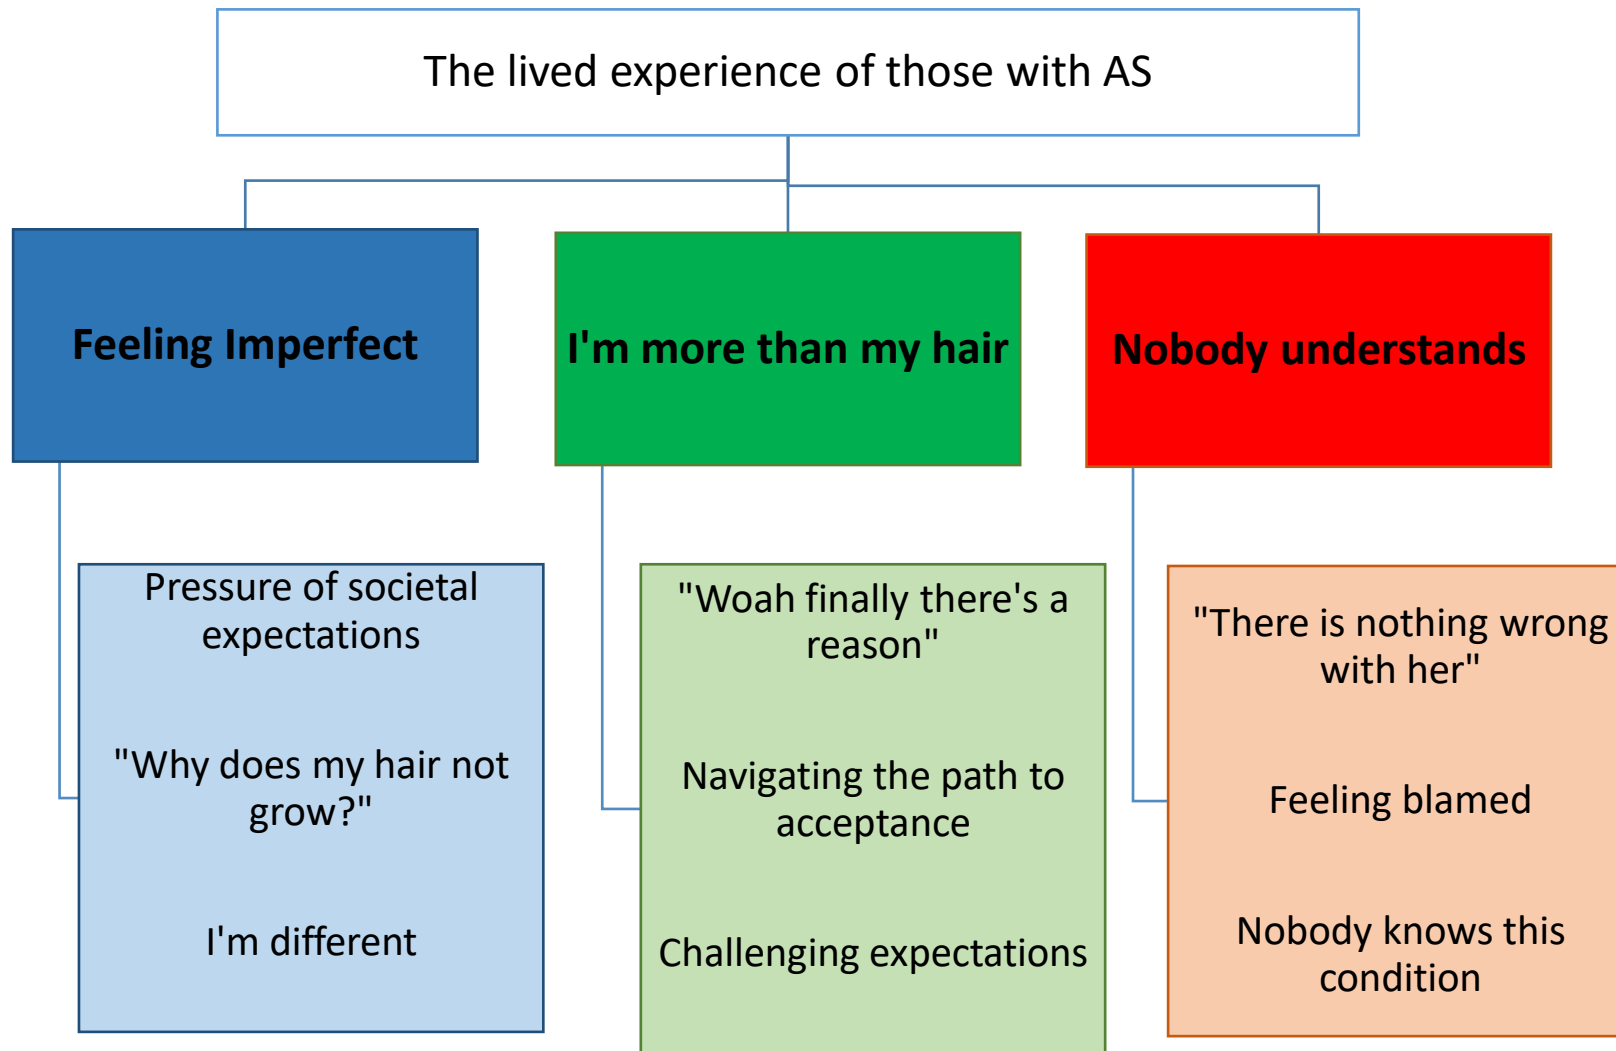 The lived experience of those with AS
Feeling Imperfect
I'm more than my hair
Nobody understands
Pressure of societal
expectations
"Why does my hair not
grow?"
I'm different
"Woah finally there's a
reason"
Navigating the path to
acceptance
Challenging expectations
"There is nothing wrong
with her"
Feeling blamed
Nobody knows this
condition